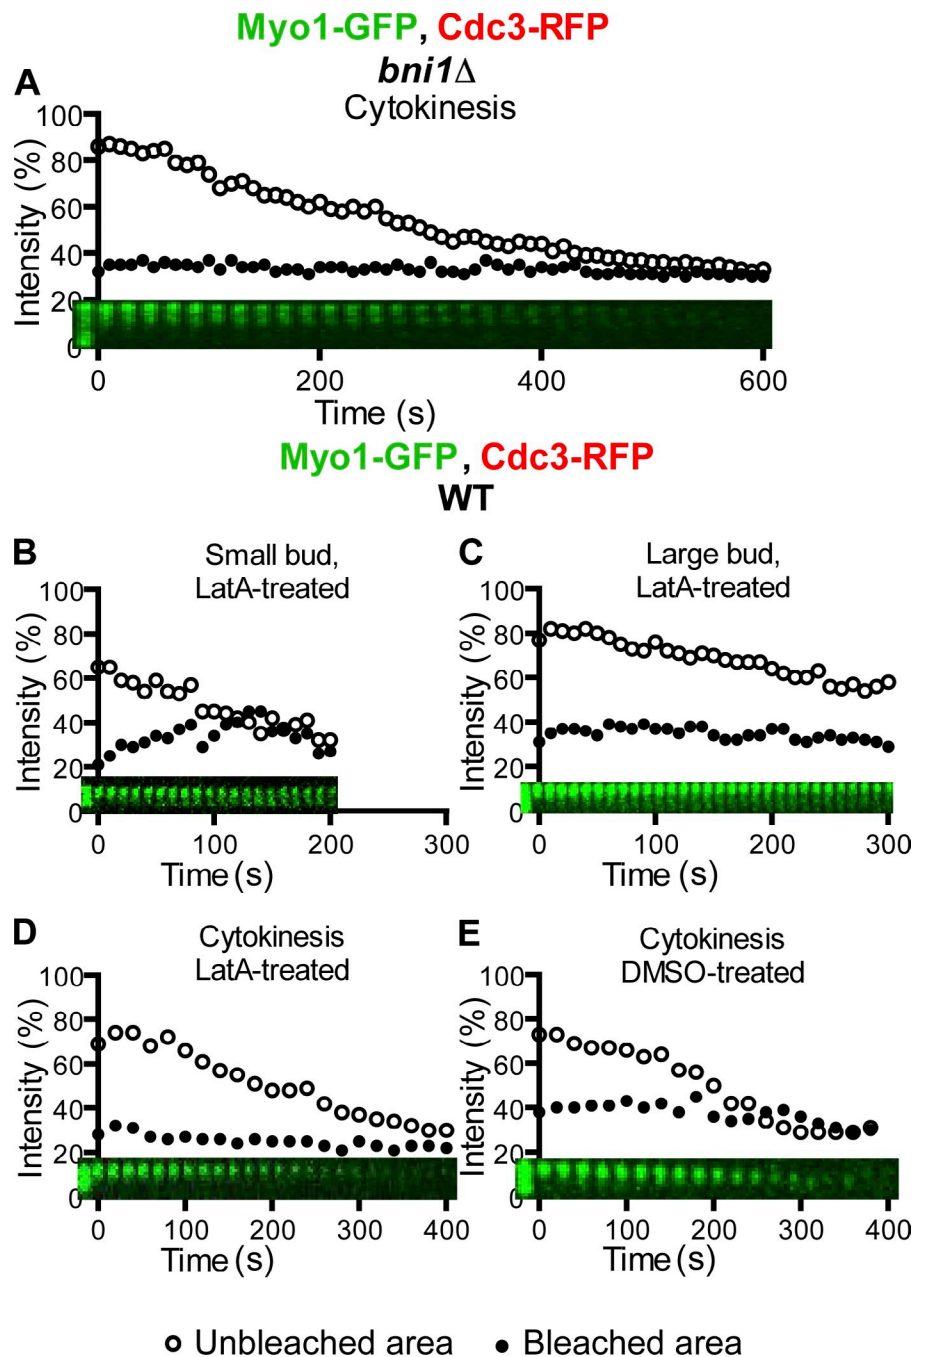 Myo1-GFP, Cdc3-RFP
bni1Δ
Cytokinesis
A
100
80
60
40
20
0
Intensity (%)
0 200 400 600
Time (s)
Myo1-GFP, Cdc3-RFP
WT
B
Small bud,
LatA-treated
100
80
60
40
20
0
Intensity (%)
0 100 200 300
Time (s)
C
Large bud,
LatA-treated
100
80
60
40
20
0
Intensity (%)
0 100 200 300
Time (s)
D
Cytokinesis
LatA-treated
100
80
60
40
20
0
Intensity (%)
0 100 200 300 400
Time (s)
E
Cytokinesis
DMSO-treated
100
80
60
40
20
0
Intensity (%)
0 100 200 300 400
Time (s)
Unbleached area
Bleached area